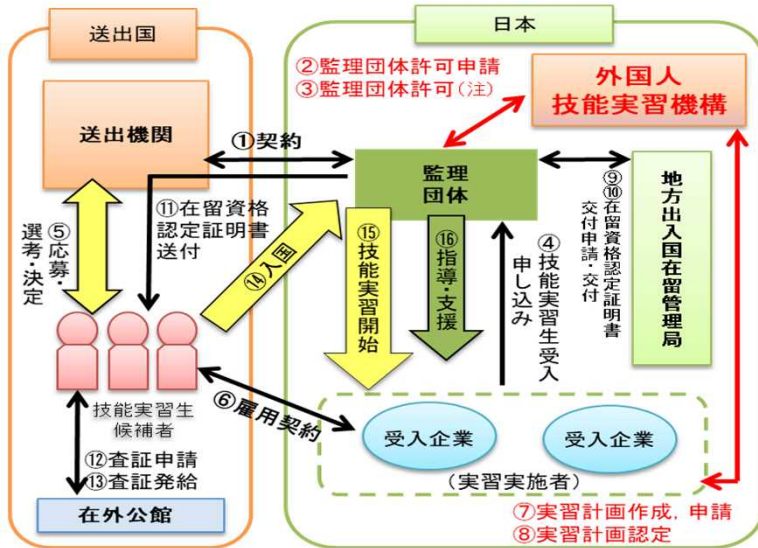 送出国
日本
②監理団体許可申請
③監理団体許可(注)
外国人
技能実習機構
送出機関
①契約
監理
団体
⑨⑩在留資格認定証明書
交付申請・交付
地方出入国在留管理局
⑤応募・
選考・決定
⑪在留資格
認定証明書
送付
⑭入国
⑮技能実習開始
⑯指導・支援
④技能実習生受入
申し込み
技能実習生
候補者
⑥雇用契約
受入企業
受入企業
(実習実施者)
⑫査証申請
⑬査証発給
在外公館
⑦実習計画作成，申請
⑧実習計画認定